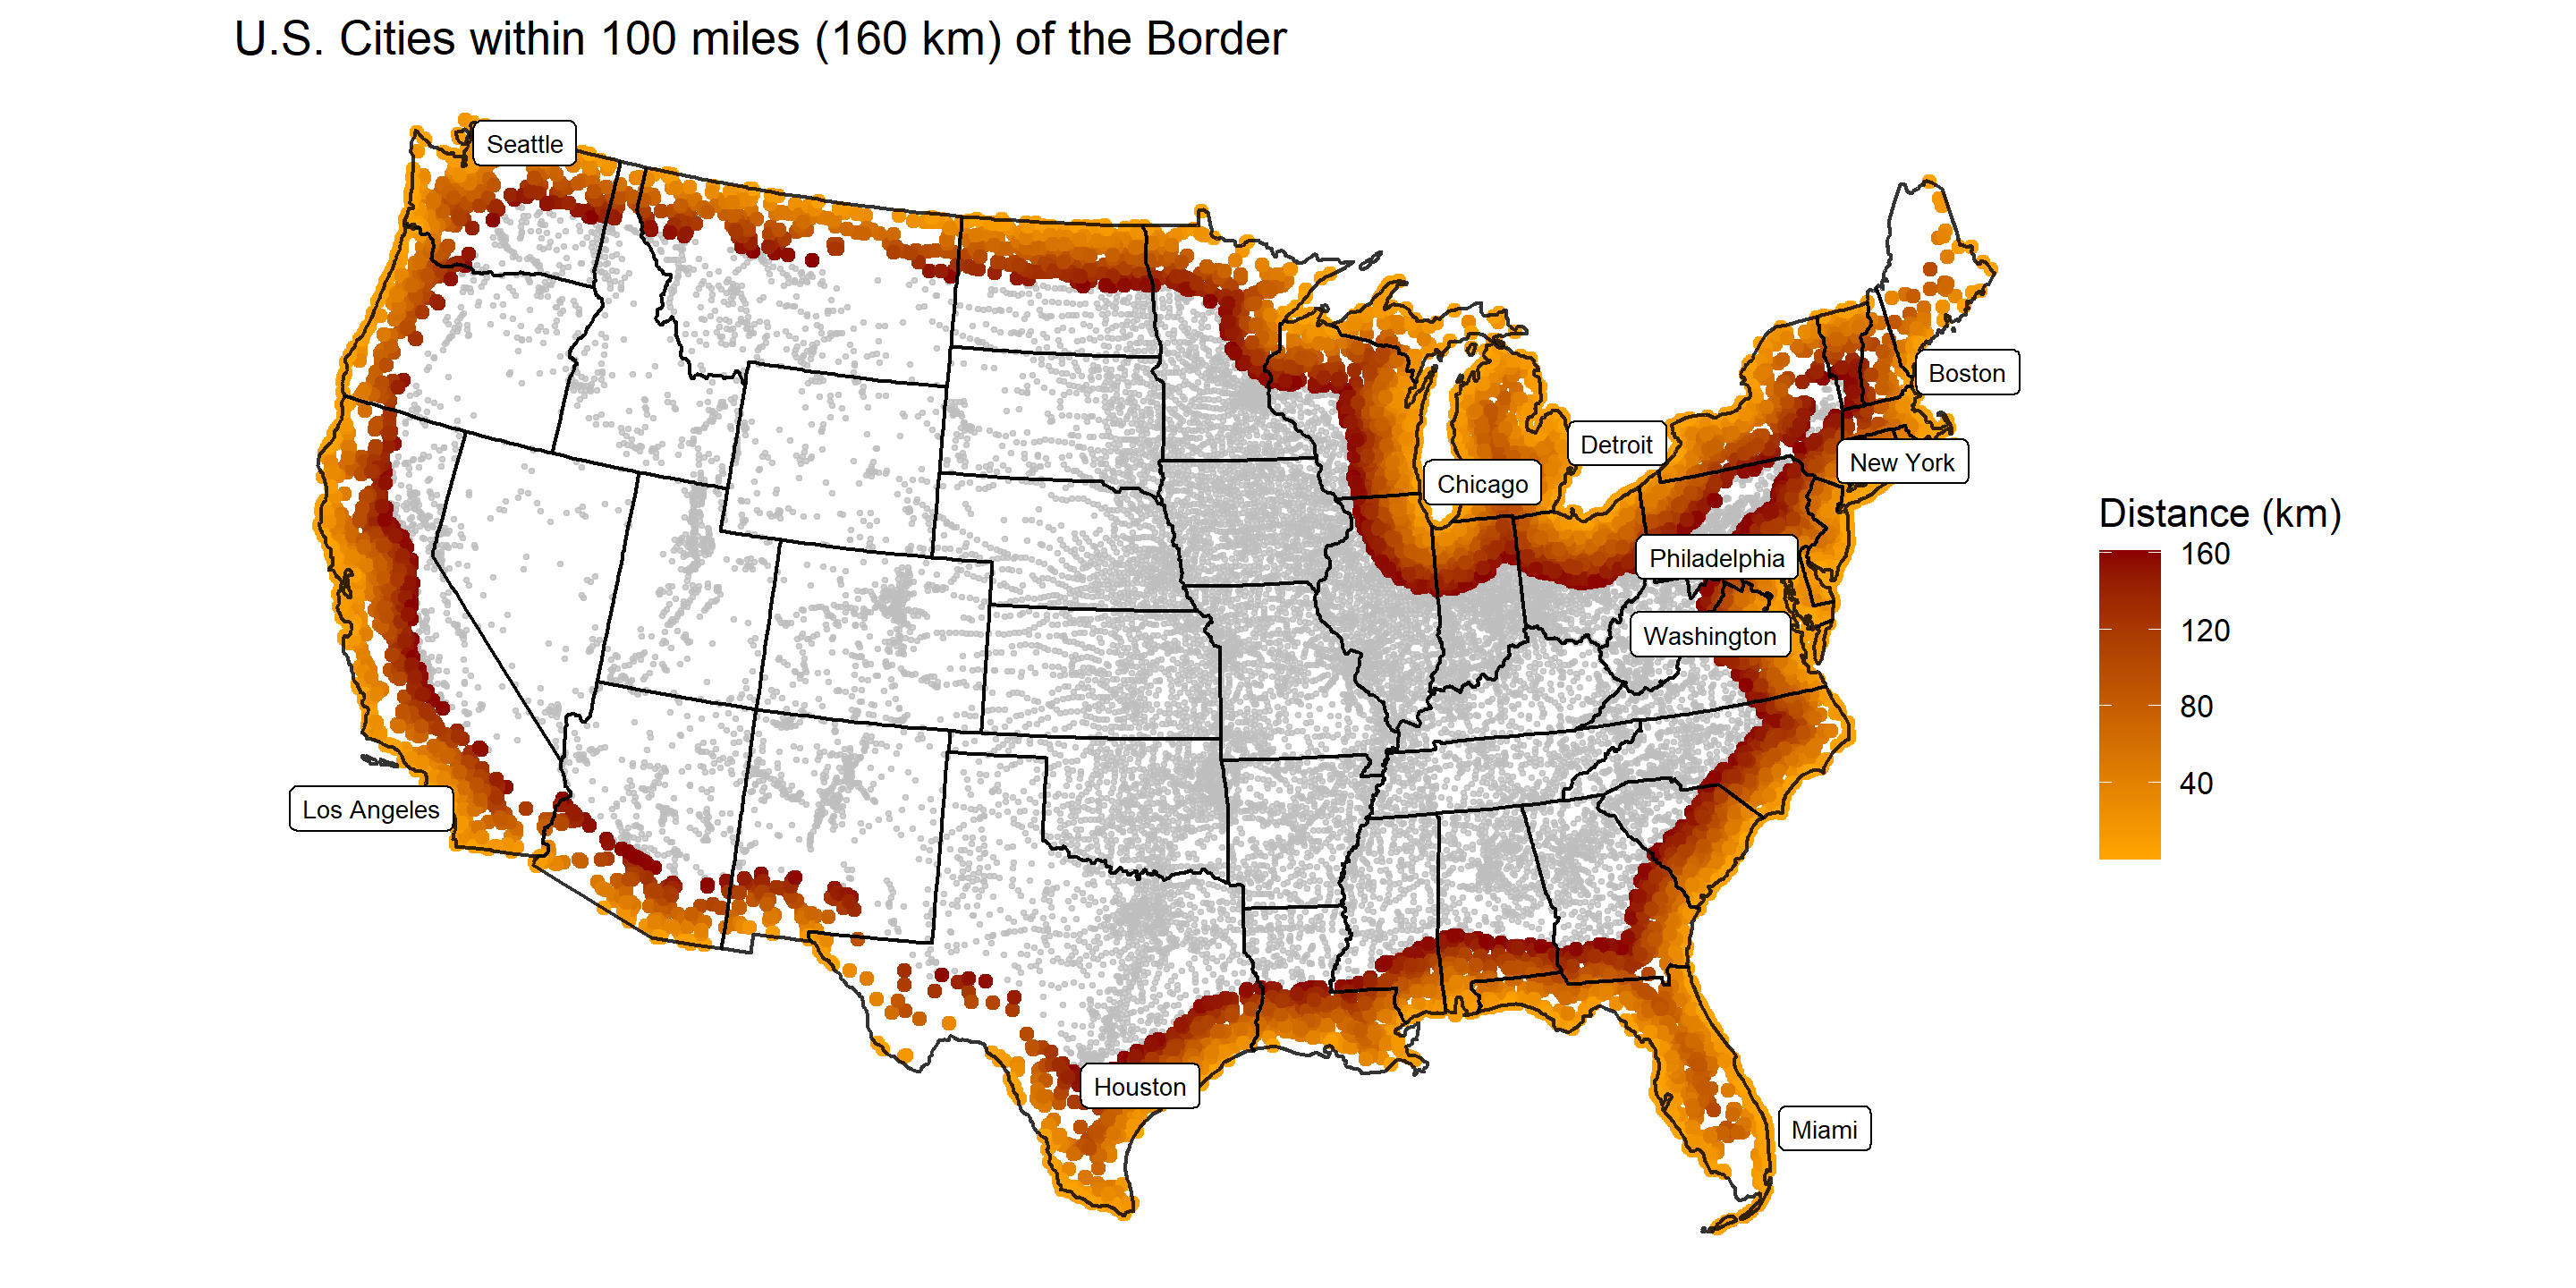 U.S. Cities within 100 miles (160 km) of the Border
Seattle
Boston
Detroit
New York
Chicago
Philadelphia
Washington
Los Angeles
Houston
Miami
Distance (km)
160
120
80
40